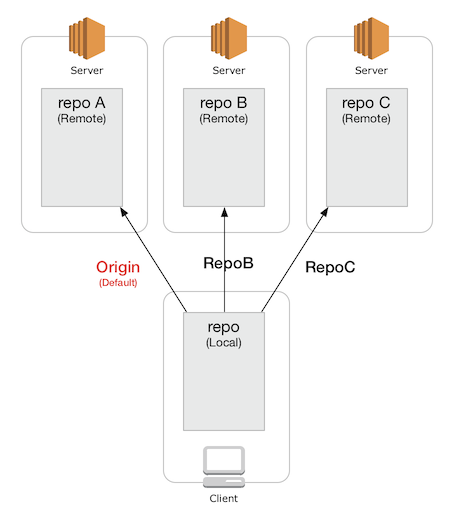 Server
Server
Server
repo A
(Remote)
repo B
(Remote)
repo C
(Remote)
Origin
(Default)
RepoB
RepoC
repo
(Local)
Client